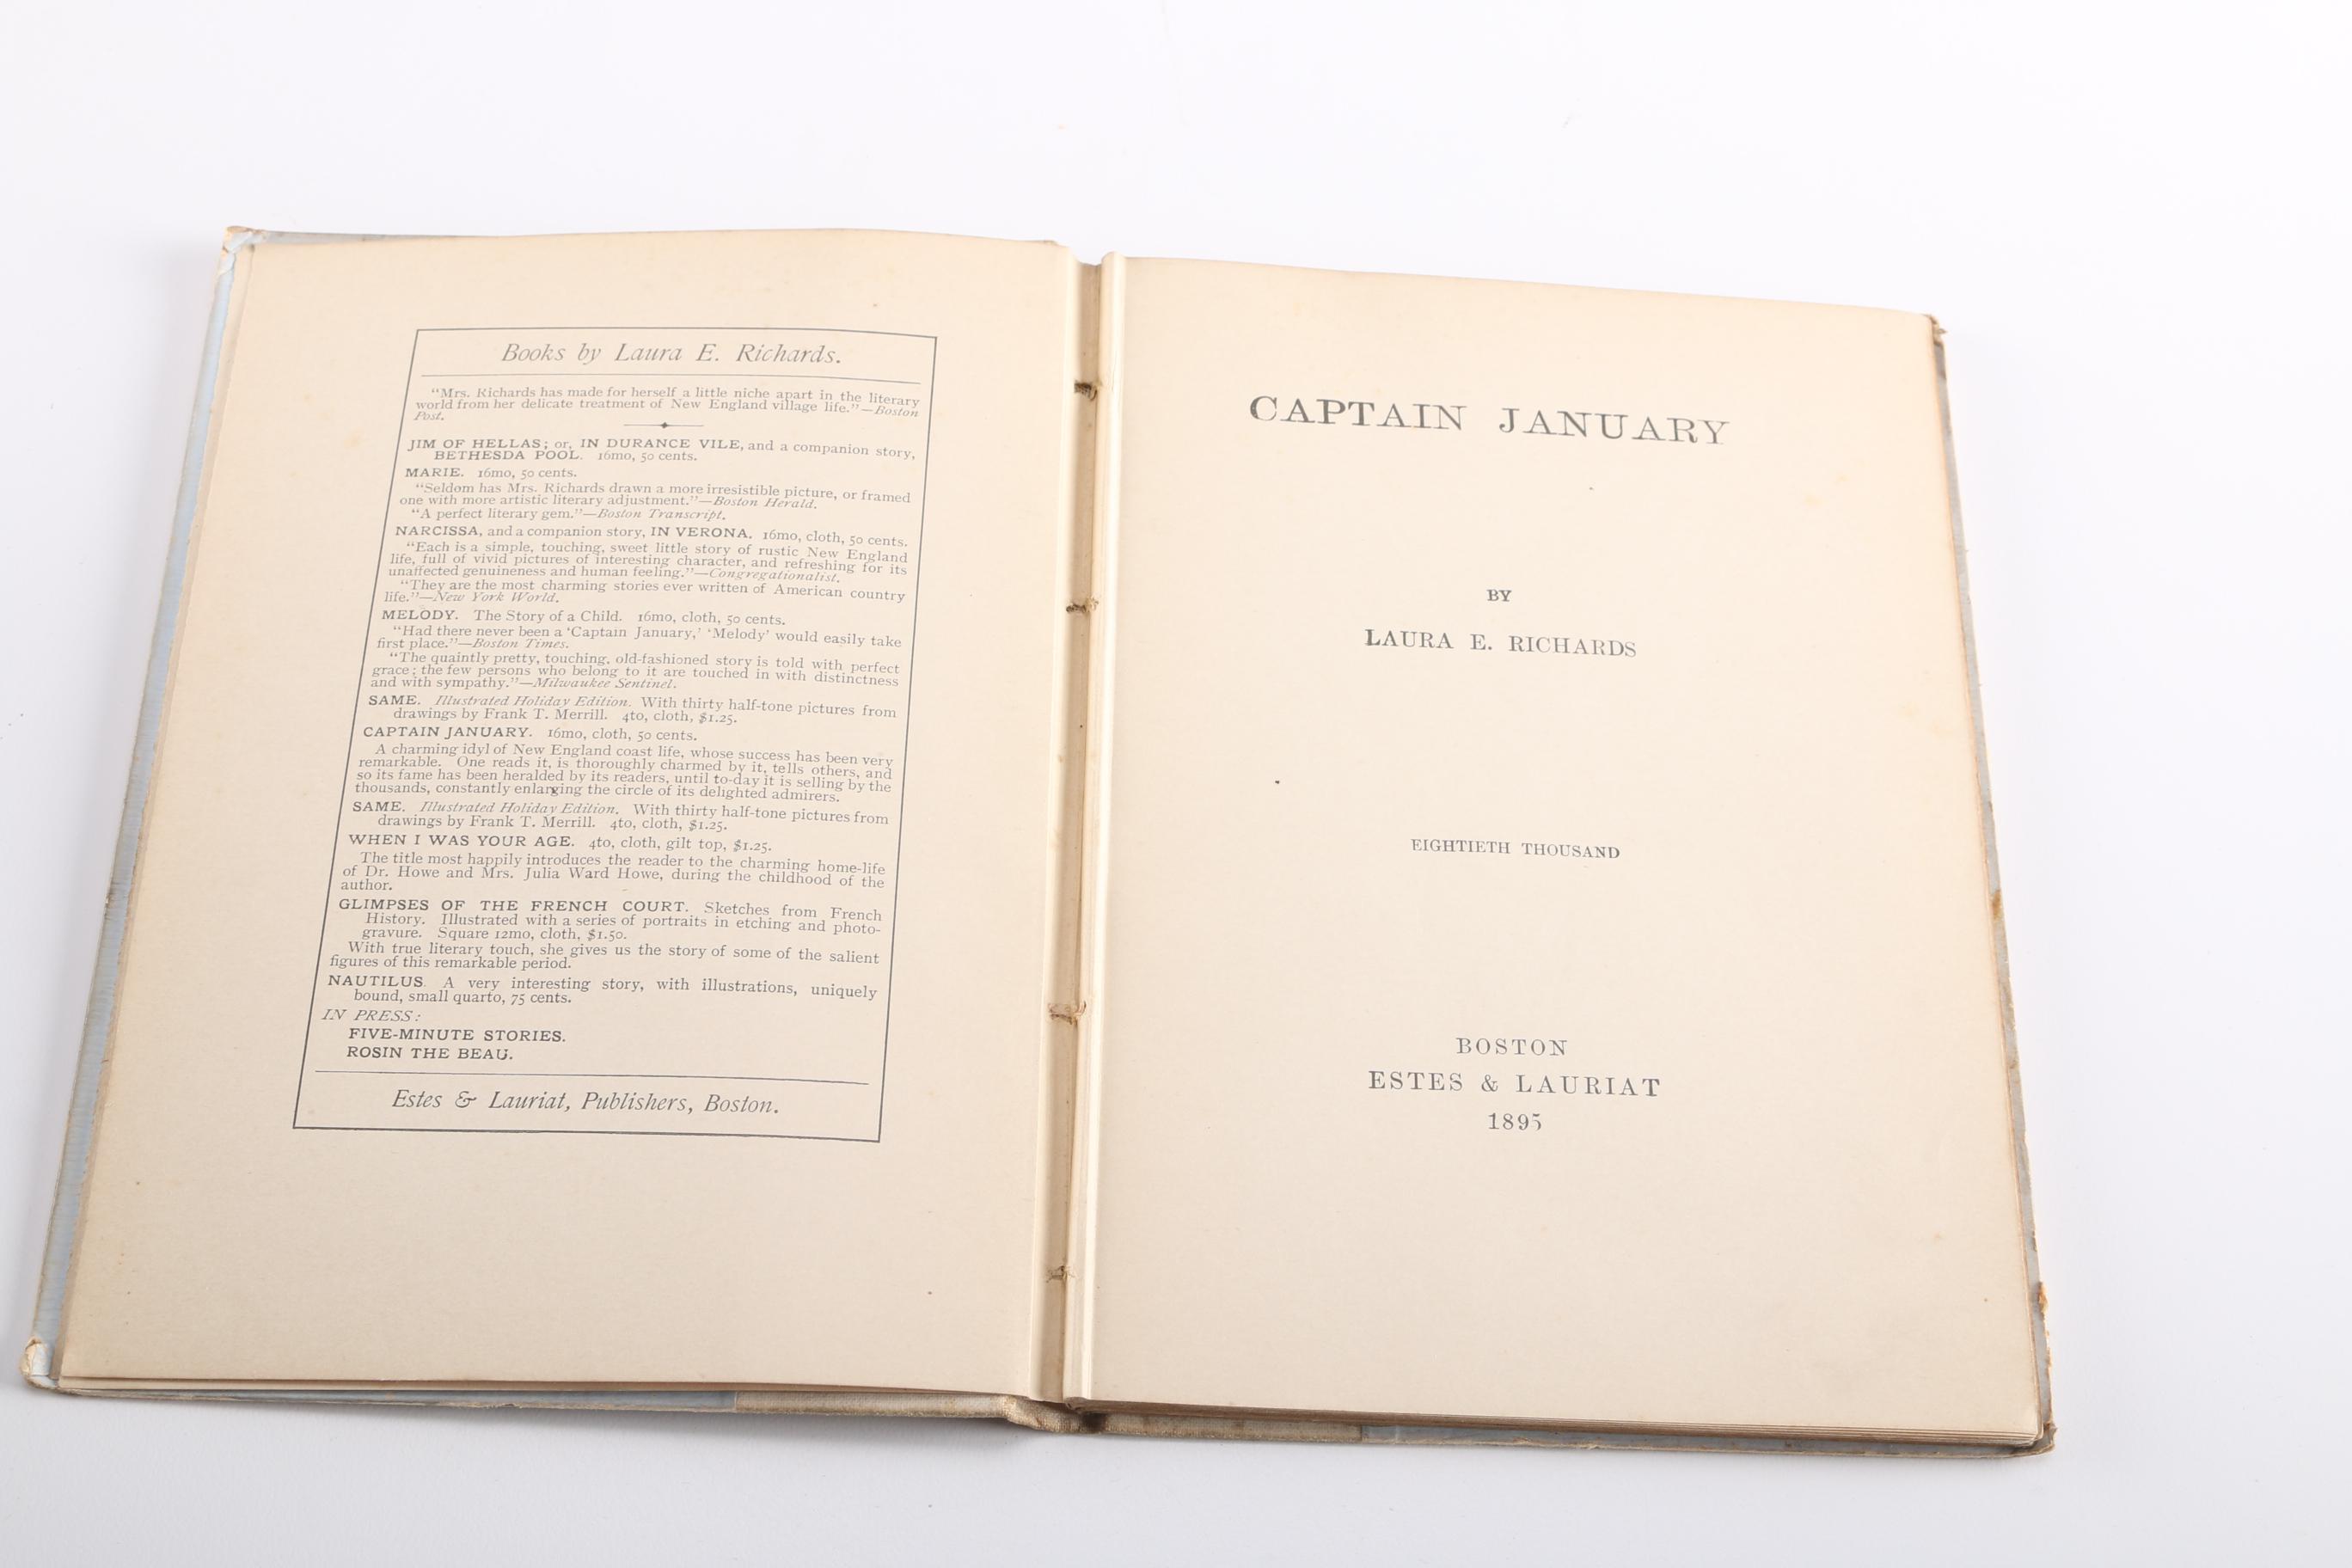 Books by Laura E. Richards.
“Mrs. Richards has made for herself a little niche apart in the literary
world from her delicate treatment of New England village life.”—Boston
Post.
JIM OF HELLAS; or, IN DURANCE VILE, and a companion story,
BETHESDA POOL. 16mo, 50 cents.
MARIE. 16mo, 50 cents.
“Seldom has Mrs. Richards drawn a more irresistible picture, or framed
one with more artistic literary adjustment.”—Boston Herald.
“A perfect literary gem.”—Boston Transcript.
NARCISSA, and a companion story, IN VERONA. 16mo, cloth, 50 cents.
“Each is a simple, touching, sweet little story of rustic New England
life, full of vivid pictures of interesting character, and refreshing for its
unaffected genuineness and human feeling.”—Congregationalist.
“They are the most charming stories ever written of American country
life.”—New York World.
MELODY. The Story of a Child. 16mo, cloth, 50 cents.
“Had there never been a ‘Captain January,’ ‘Melody’ would easily take
first place.”—Boston Times.
“The quaintly pretty, touching, old-fashioned story is told with perfect
grace; the few persons who belong to it are touched in with distinctness
and with sympathy.”—Milwaukee Sentinel.
SAME. Illustrated Holiday Edition. With thirty half-tone pictures from
drawings by Frank T. Merrill. 4to, cloth, $1.25.
CAPTAIN JANUARY. 16mo, cloth, 50 cents.
A charming idyl of New England coast life, whose success has been very
remarkable. One reads it, is thoroughly charmed by it, tells others, and
so its fame has been heralded by its readers, until to-day it is selling by the
thousands, constantly enlarging the circle of its delighted admirers.
SAME. Illustrated Holiday Edition. With thirty half-tone pictures from
drawings by Frank T. Merrill. 4to, cloth, $1.25.
WHEN I WAS YOUR AGE. 4to, cloth, gilt top, $1.25.
The title most happily introduces the reader to the charming home-life
of Dr. Howe and Mrs. Julia Ward Howe, during the childhood of the
author.
GLIMPSES OF THE FRENCH COURT. Sketches from French
History. Illustrated with a series of portraits in etching and photo-
gravure. Square 12mo, cloth, $1.50.
With true literary touch, she gives us the story of some of the salient
figures of this remarkable period.
NAUTILUS. A very interesting story, with illustrations, uniquely
bound, small quarto, 75 cents.
IN PRESS:
FIVE-MINUTE STORIES.
ROSIN THE BEAU.
Estes & Lauriat, Publishers, Boston.
CAPTAIN JANUARY
BY
LAURA E. RICHARDS
EIGHTIETH THOUSAND
BOSTON
ESTES & LAURIAT
1895